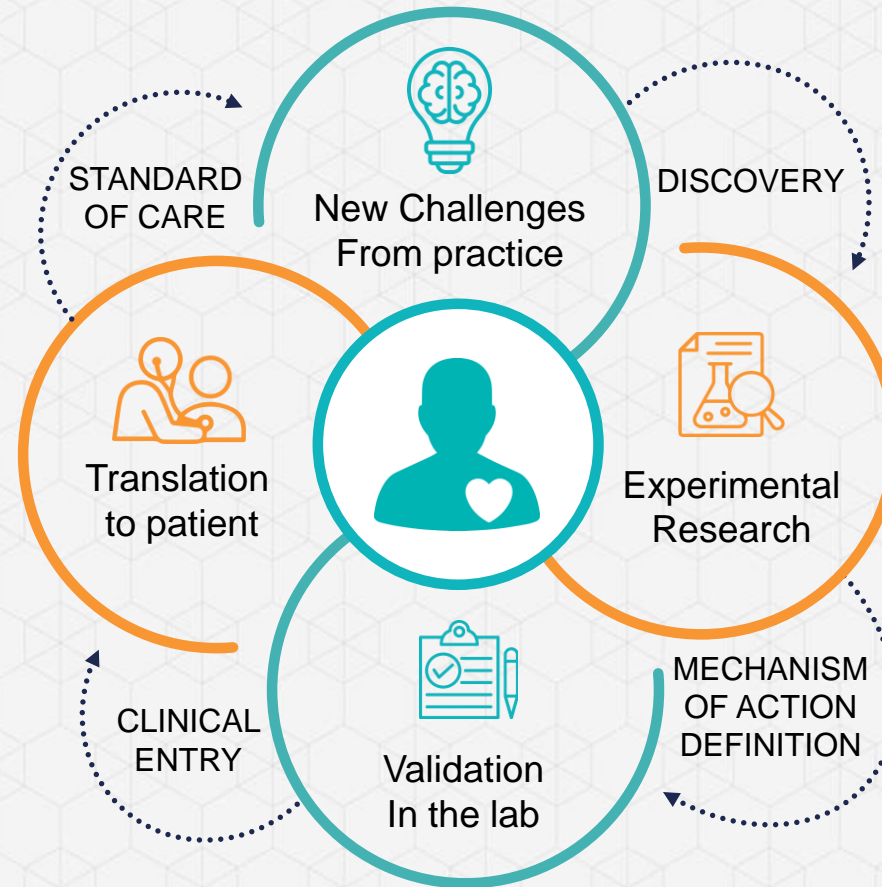 New Challenges
From practice
DISCOVERY
Experimental
Research
MECHANISM
OF ACTION
DEFINITION
Validation
In the lab
CLINICAL
ENTRY
Translation
to patient
STANDARD
OF CARE